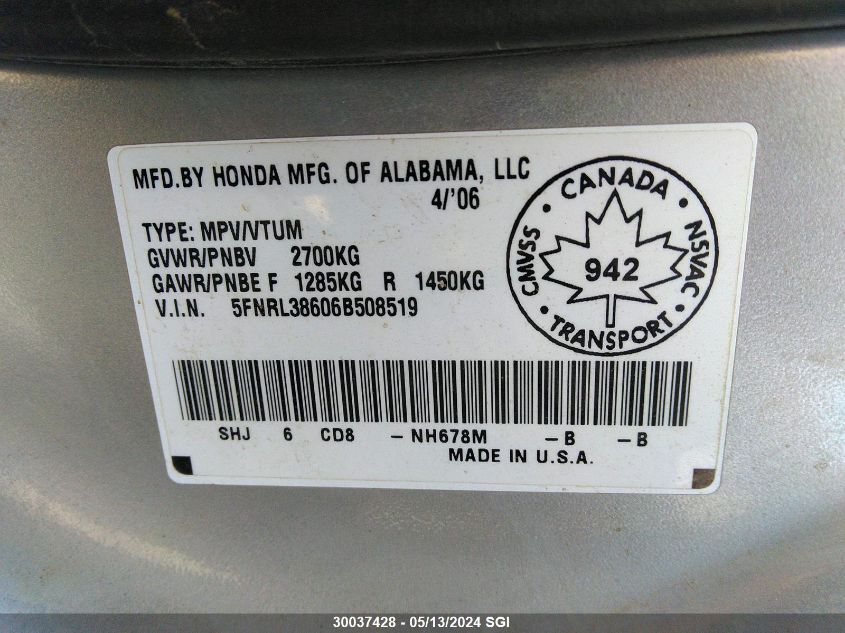 MFD.BY HONDA MFG. OF ALABAMA, LLC
4/'06
TYPE: MPV/VTUM
GVWR/PNBV 2700KG
GAWR/PNBE F 1285KG R 1450KG
V.I.N. 5FNRL38606B508519
CANADA
CMVSS
NSVAC
942
TRANSPORT
SHJ 6 CD8 -NH678M -B -B
MADE IN U.S.A.
30037428 - 05/13/2024 SGI